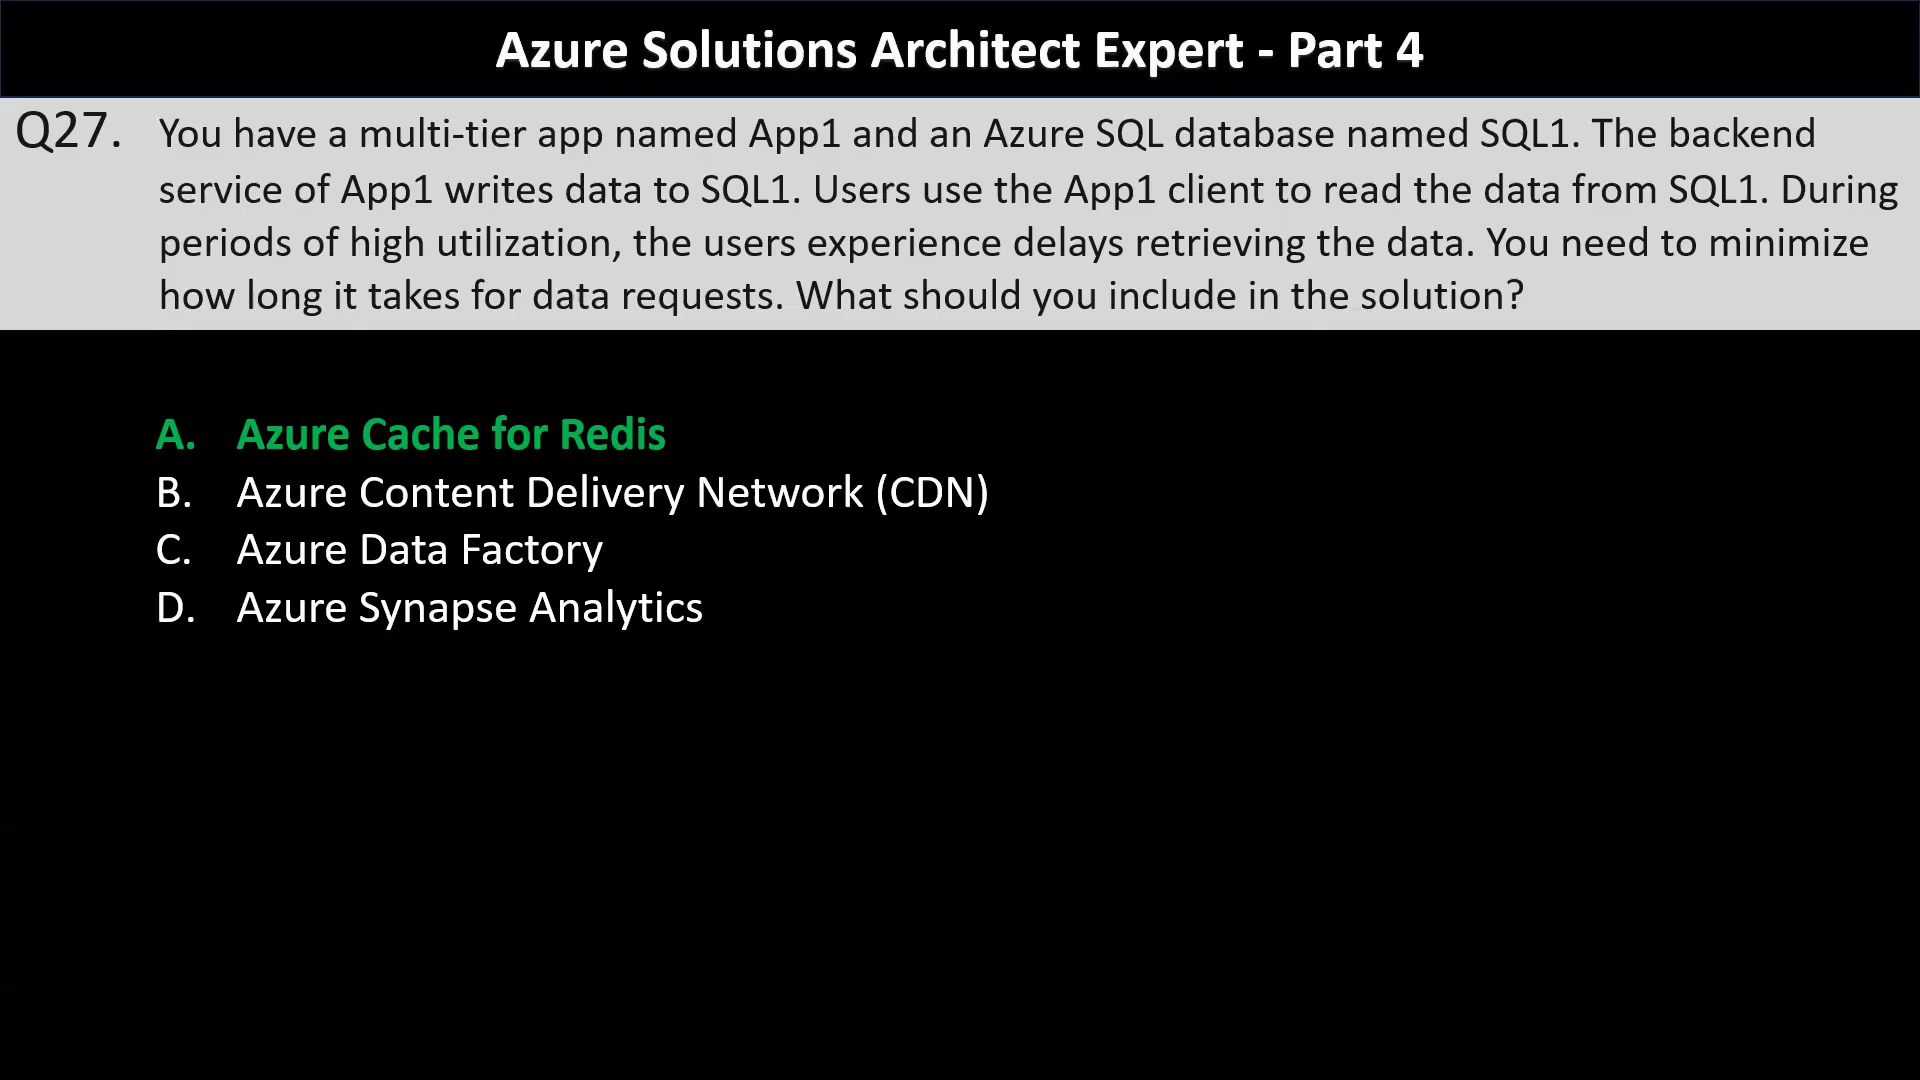 Azure Solutions Architect Expert - Part 4
Q27. You have a multi-tier app named App1 and an Azure SQL database named SQL1. The backend
service of App1 writes data to SQL1. Users use the App1 client to read the data from SQL1. During
periods of high utilization, the users experience delays retrieving the data. You need to minimize
how long it takes for data requests. What should you include in the solution?
A. Azure Cache for Redis
B. Azure Content Delivery Network (CDN)
C. Azure Data Factory
D. Azure Synapse Analytics